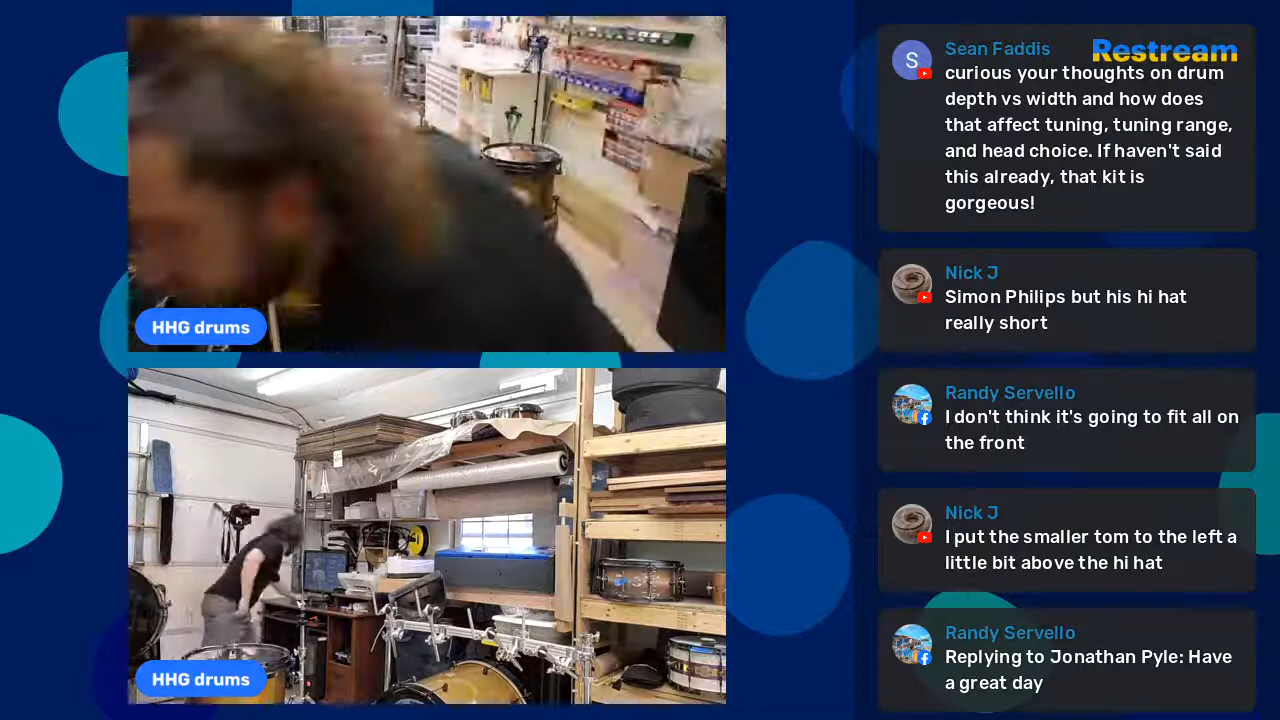 HHG drums
HHG drums
Restream
Sean Faddis
curious your thoughts on drum
depth vs width and how does
that affect tuning, tuning range,
and head choice. If haven't said
this already, that kit is
gorgeous!
Nick J
Simon Philips but his hi hat
really short
Randy Servello
I don't think it's going to fit all on
the front
Nick J
I put the smaller tom to the left a
little bit above the hi hat
Randy Servello
Replying to Jonathan Pyle: Have
a great day
S